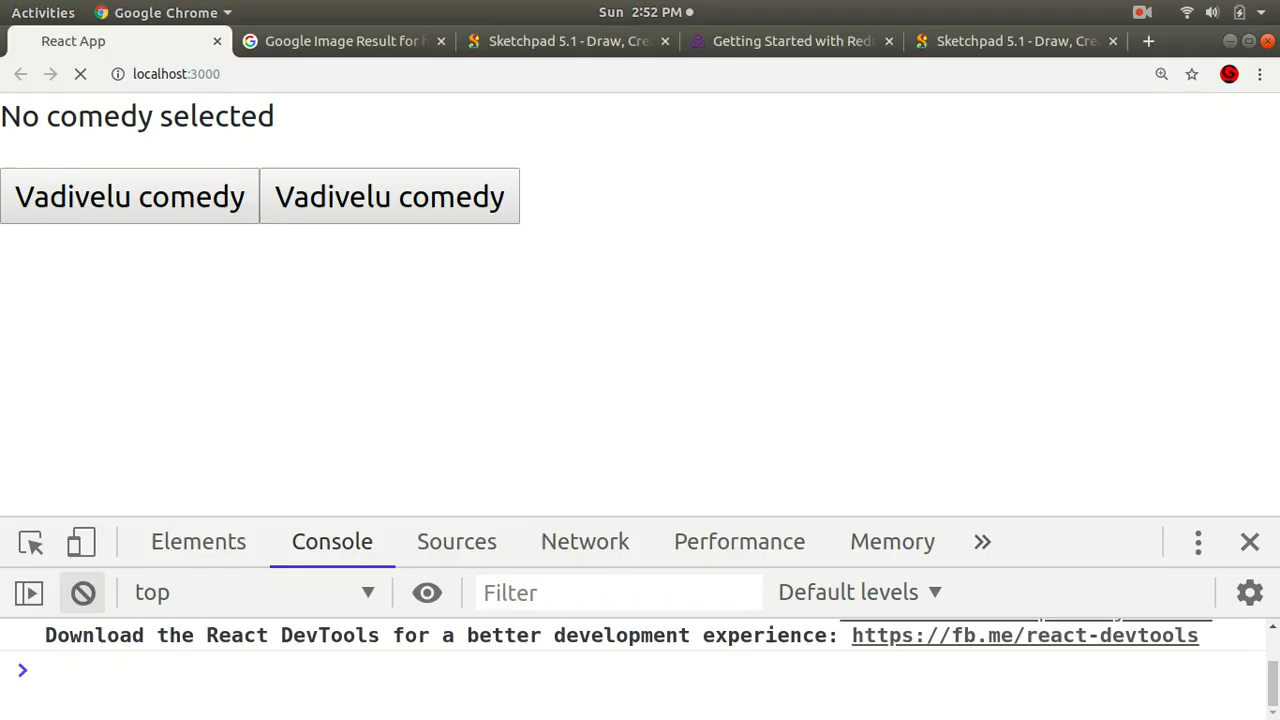 Activities Google Chrome Sun 2:52 PM
React App Google Image Result for Sketchpad 5.1 - Draw, Cre Getting Started with Redu Sketchpad 5.1 - Draw, Cre
localhost:3000
No comedy selected
Vadivelu comedy Vadivelu comedy
Elements Console Sources Network Performance Memory
top Filter Default levels
Download the React DevTools for a better development experience: https://fb.me/react-devtools